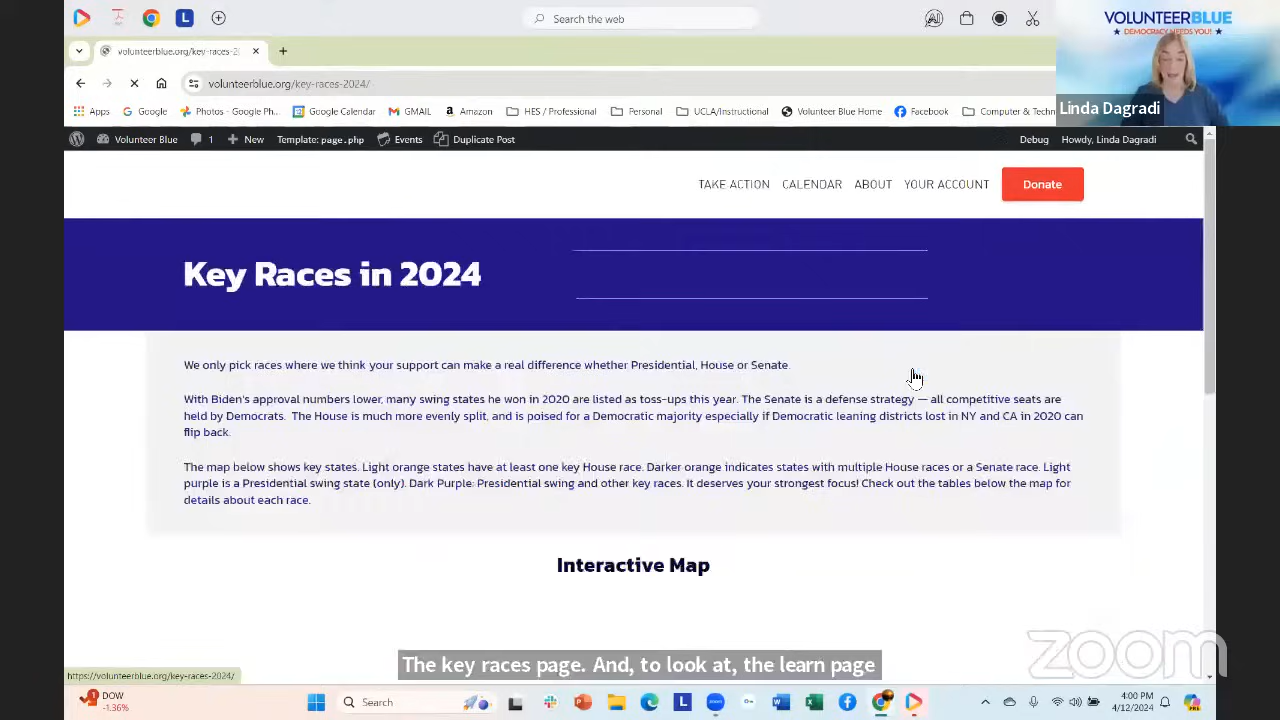 Search the web
VOLUNTEERBLUE
★ DEMOCRACY NEEDS YOU! ★
volunteerblue.org/key-races-2
volunteerblue.org/key-races-2024/
Linda Dagradi
Apps
Google
Photos - Google Ph...
Google Calendar
GMAIL
Amazon
HES / Professional
Personal
UCLA/Instructional
Volunteer Blue Home
Facebook
Computer & Techn
Volunteer Blue
1
New
Template: page.php
Events
Duplicate Post
Debug
Howdy, Linda Dagradi
TAKE ACTION
CALENDAR
ABOUT
YOUR ACCOUNT
Donate
Key Races in 2024
We only pick races where we think your support can make a real difference whether Presidential, House or Senate.
With Biden's approval numbers lower, many swing states he won in 2020 are listed as toss-ups this year. The Senate is a defense strategy — all competitive seats are
held by Democrats. The House is much more evenly split, and is poised for a Democratic majority especially if Democratic leaning districts lost in NY and CA in 2020 can
flip back.
The map below shows key states. Light orange states have at least one key House race. Darker orange indicates states with multiple House races or a Senate race. Light
purple is a Presidential swing state (only). Dark Purple: Presidential swing and other key races. It deserves your strongest focus! Check out the tables below the map for
details about each race.
Interactive Map
The key races page. And, to look at, the learn page
zoom
https://volunteerblue.org/key-races-2024/
1
DOW
-1.36%
Search
4:00 PM
4/12/2024